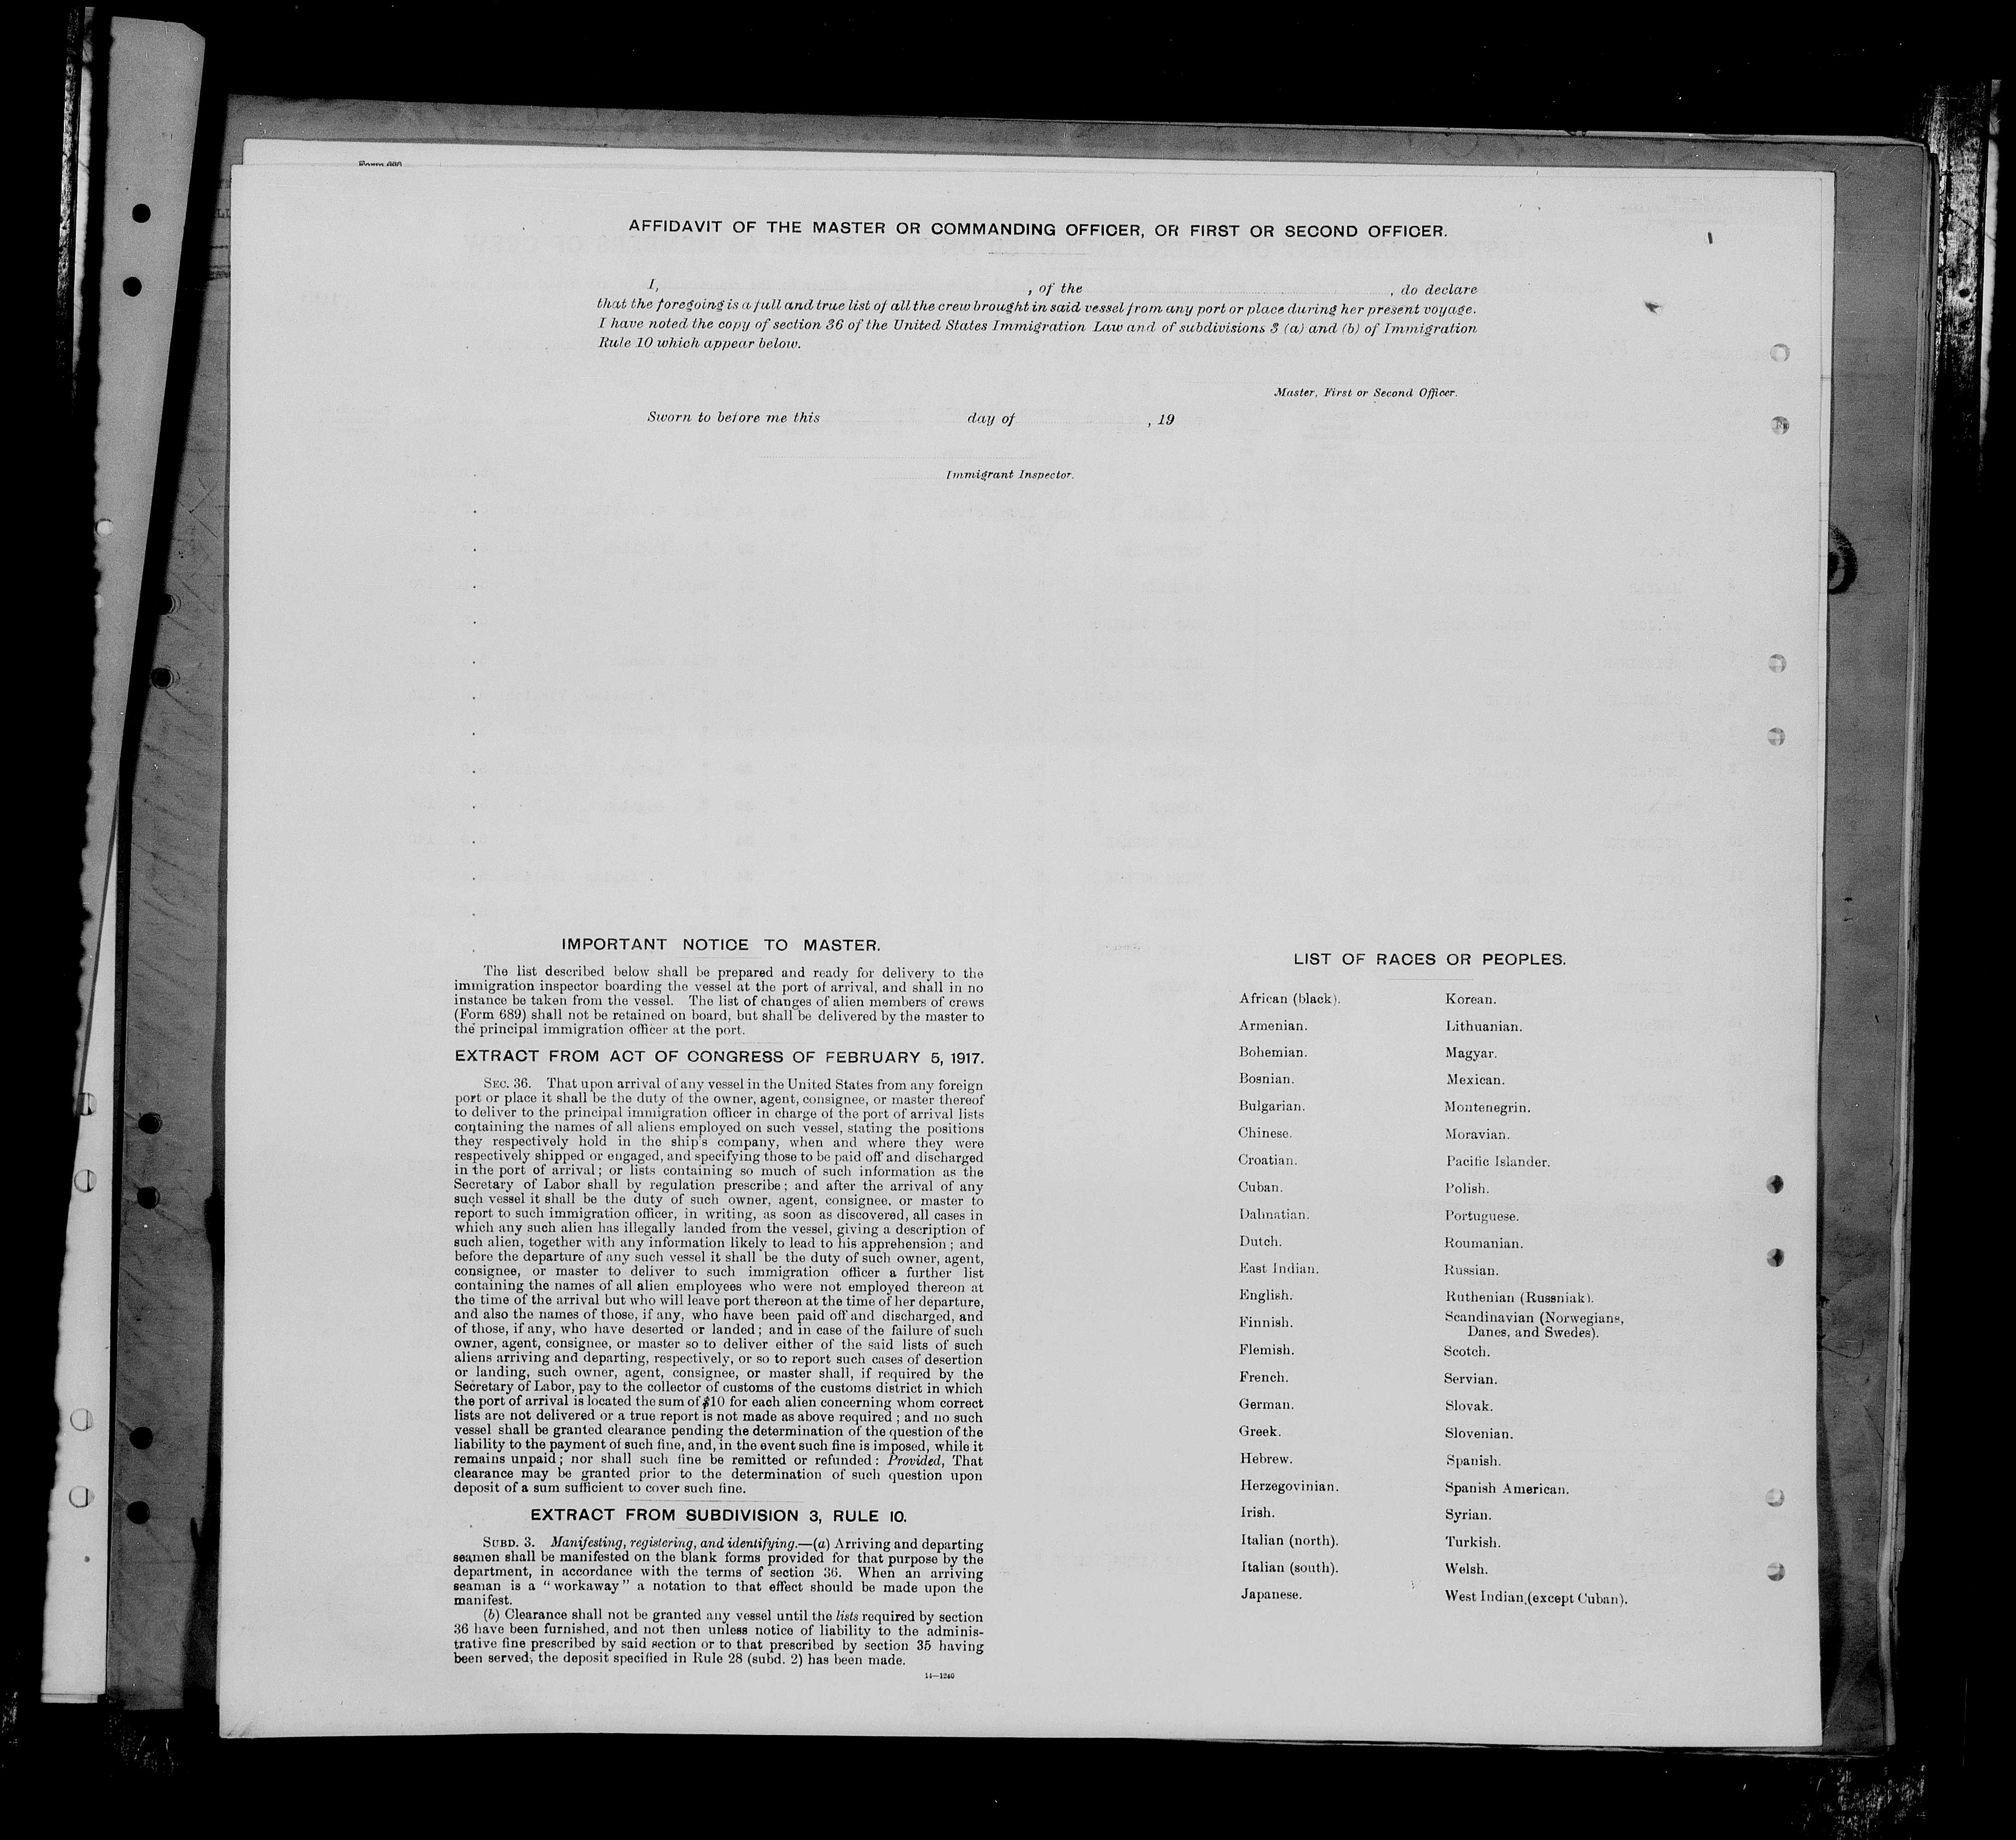 AFFIDAVIT OF THE MASTER OR COMMANDING OFFICER, OR FIRST OR SECOND OFFICER.
I, , of the , do declare
that the foregoing is a full and true list of all the crew brought in said vessel from any port or place during her present voyage.
I have noted the copy of section 36 of the United States Immigration Law and of subdivisions 3 (a) and (b) of Immigration
Rule 10 which appear below.
Master, First or Second Officer.
Sworn to before me this day of , 19
Immigrant Inspector.
IMPORTANT NOTICE TO MASTER.
The list described below shall be prepared and ready for delivery to the
immigration inspector boarding the vessel at the port of arrival, and shall in no
instance be taken from the vessel. The list of changes of alien members of crews
(Form 689) shall not be retained on board, but shall be delivered by the master to
the principal immigration officer at the port.
EXTRACT FROM ACT OF CONGRESS OF FEBRUARY 5, 1917.
SEC. 36. That upon arrival of any vessel in the United States from any foreign
port or place it shall be the duty of the owner, agent, consignee, or master thereof
to deliver to the principal immigration officer in charge of the port of arrival lists
containing the names of all aliens employed on such vessel, stating the positions
they respectively hold in the ship's company, when and where they were
respectively shipped or engaged, and specifying those to be paid off and discharged
in the port of arrival; or lists containing so much of such information as the
Secretary of Labor shall by regulation prescribe; and after the arrival of any
such vessel it shall be the duty of such owner, agent, consignee, or master to
report to such immigration officer, in writing, as soon as discovered, all cases in
which any such alien has illegally landed from the vessel, giving a description of
such alien, together with any information likely to lead to his apprehension; and
before the departure of any such vessel it shall be the duty of such owner, agent,
consignee, or master to deliver to such immigration officer a further list
containing the names of all alien employees who were not employed thereon at
the time of the arrival but who will leave port thereon at the time of her departure,
and also the names of those, if any, who have been paid off and discharged, and
of those, if any, who have deserted or landed; and in case of the failure of such
owner, agent, consignee, or master so to deliver either of the said lists of such
aliens arriving and departing, respectively, or so to report such cases of desertion
or landing, such owner, agent, consignee, or master shall, if required by the
Secretary of Labor, pay to the collector of customs of the customs district in which
the port of arrival is located the sum of $10 for each alien concerning whom correct
lists are not delivered or a true report is not made as above required; and no such
vessel shall be granted clearance pending the determination of the question of the
liability to the payment of such fine, and, in the event such fine is imposed, while it
remains unpaid; nor shall such fine be remitted or refunded: Provided, That
clearance may be granted prior to the determination of such question upon
deposit of a sum sufficient to cover such fine.
EXTRACT FROM SUBDIVISION 3, RULE 10.
SUBD. 3. Manifesting, registering, and identifying.—(a) Arriving and departing
seamen shall be manifested on the blank forms provided for that purpose by the
department, in accordance with the terms of section 36. When an arriving
seaman is a "workaway" a notation to that effect should be made upon the
manifest.
(b) Clearance shall not be granted any vessel until the lists required by section
36 have been furnished, and not then unless notice of liability to the adminis-
trative fine prescribed by said section or to that prescribed by section 35 having
been served, the deposit specified in Rule 28 (subd. 2) has been made.
14—1240
LIST OF RACES OR PEOPLES.
African (black).
Armenian.
Bohemian.
Bosnian.
Bulgarian.
Chinese.
Croatian.
Cuban.
Dalmatian.
Dutch.
East Indian.
English.
Finnish.
Flemish.
French.
German.
Greek.
Hebrew.
Herzegovinian.
Irish.
Italian (north).
Italian (south).
Japanese.
Korean.
Lithuanian.
Magyar.
Mexican.
Montenegrin.
Moravian.
Pacific Islander.
Polish.
Portuguese.
Roumanian.
Russian.
Ruthenian (Russniak).
Scandinavian (Norwegians,
Danes, and Swedes).
Scotch.
Servian.
Slovak.
Slovenian.
Spanish.
Spanish American.
Syrian.
Turkish.
Welsh.
West Indian (except Cuban).